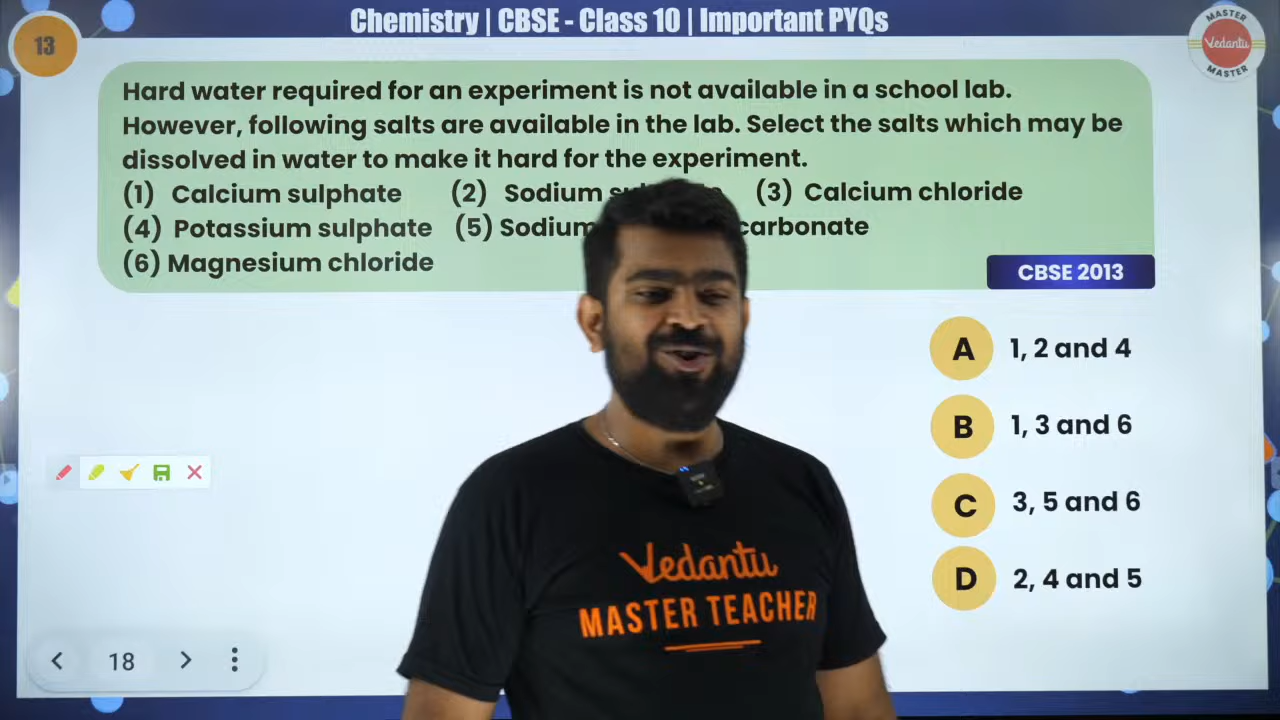 Chemistry | CBSE - Class 10 | Important PYQs
13
MASTER
Vedantu
MASTER
Hard water required for an experiment is not available in a school lab.
However, following salts are available in the lab. Select the salts which may be
dissolved in water to make it hard for the experiment.
(1) Calcium sulphate (2) Sodium (3) Calcium chloride
(4) Potassium sulphate (5) Sodium carbonate
(6) Magnesium chloride
CBSE 2013
A 1, 2 and 4
B 1, 3 and 6
C 3, 5 and 6
D 2, 4 and 5
Vedantu
MASTER TEACHER
18